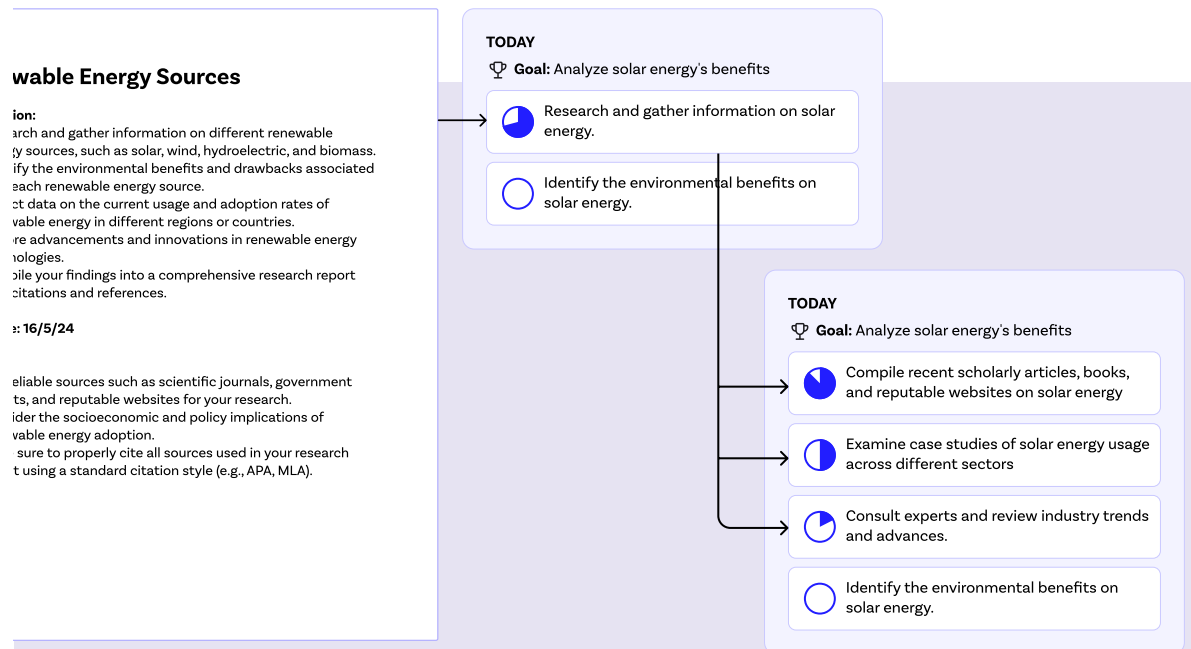 wable Energy Sources
ion:
arch and gather information on different renewable
gy sources, such as solar, wind, hydroelectric, and biomass.
ify the environmental benefits and drawbacks associated
each renewable energy source.
ct data on the current usage and adoption rates of
wable energy in different regions or countries.
ore advancements and innovations in renewable energy
nologies.
pile your findings into a comprehensive research report
citations and references.
e: 16/5/24
eliable sources such as scientific journals, government
ts, and reputable websites for your research.
ider the socioeconomic and policy implications of
wable energy adoption.
sure to properly cite all sources used in your research
t using a standard citation style (e.g., APA, MLA).
TODAY
Goal: Analyze solar energy's benefits
Research and gather information on solar
energy.
Identify the environmental benefits on
solar energy.
TODAY
Goal: Analyze solar energy's benefits
Compile recent scholarly articles, books,
and reputable websites on solar energy
Examine case studies of solar energy usage
across different sectors
Consult experts and review industry trends
and advances.
Identify the environmental benefits on
solar energy.